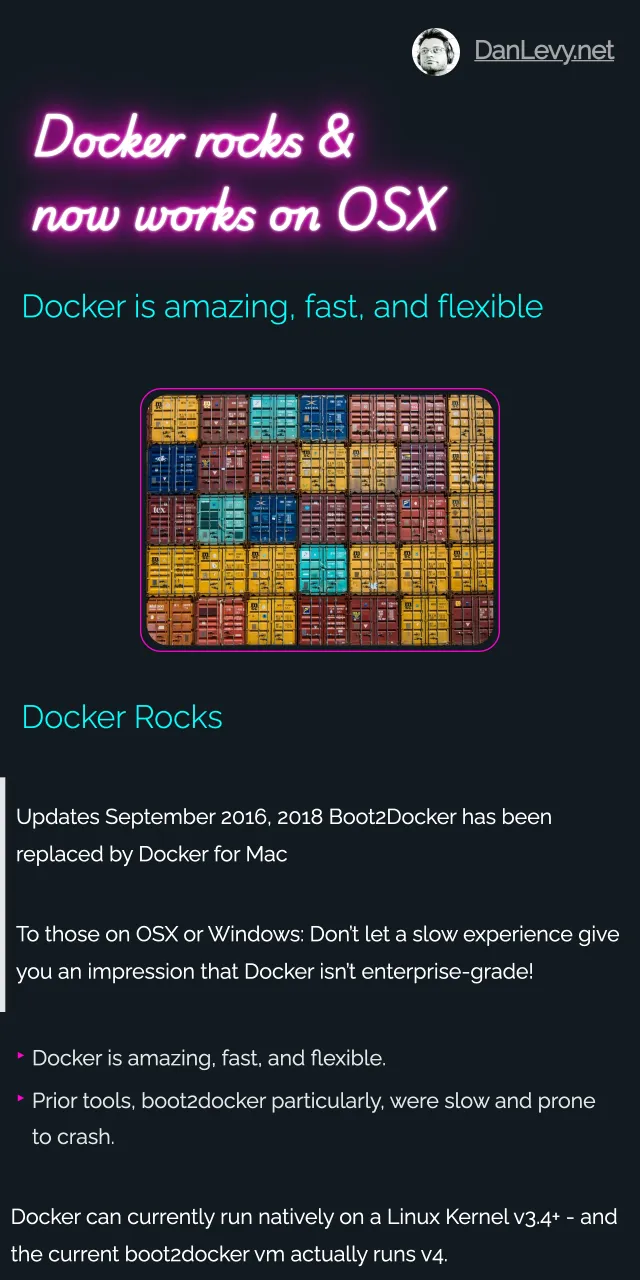 DanLevy.net
Docker rocks &
now works on OSX
Docker is amazing, fast, and flexible
Docker Rocks
Updates September 2016, 2018 Boot2Docker has been
replaced by Docker for Mac
To those on OSX or Windows: Don't let a slow experience give
you an impression that Docker isn't enterprise-grade!
‣ Docker is amazing, fast, and flexible.
‣ Prior tools, boot2docker particularly, were slow and prone
to crash.
Docker can currently run natively on a Linux Kernel v3.4+ - and
the current boot2docker vm actually runs v4.